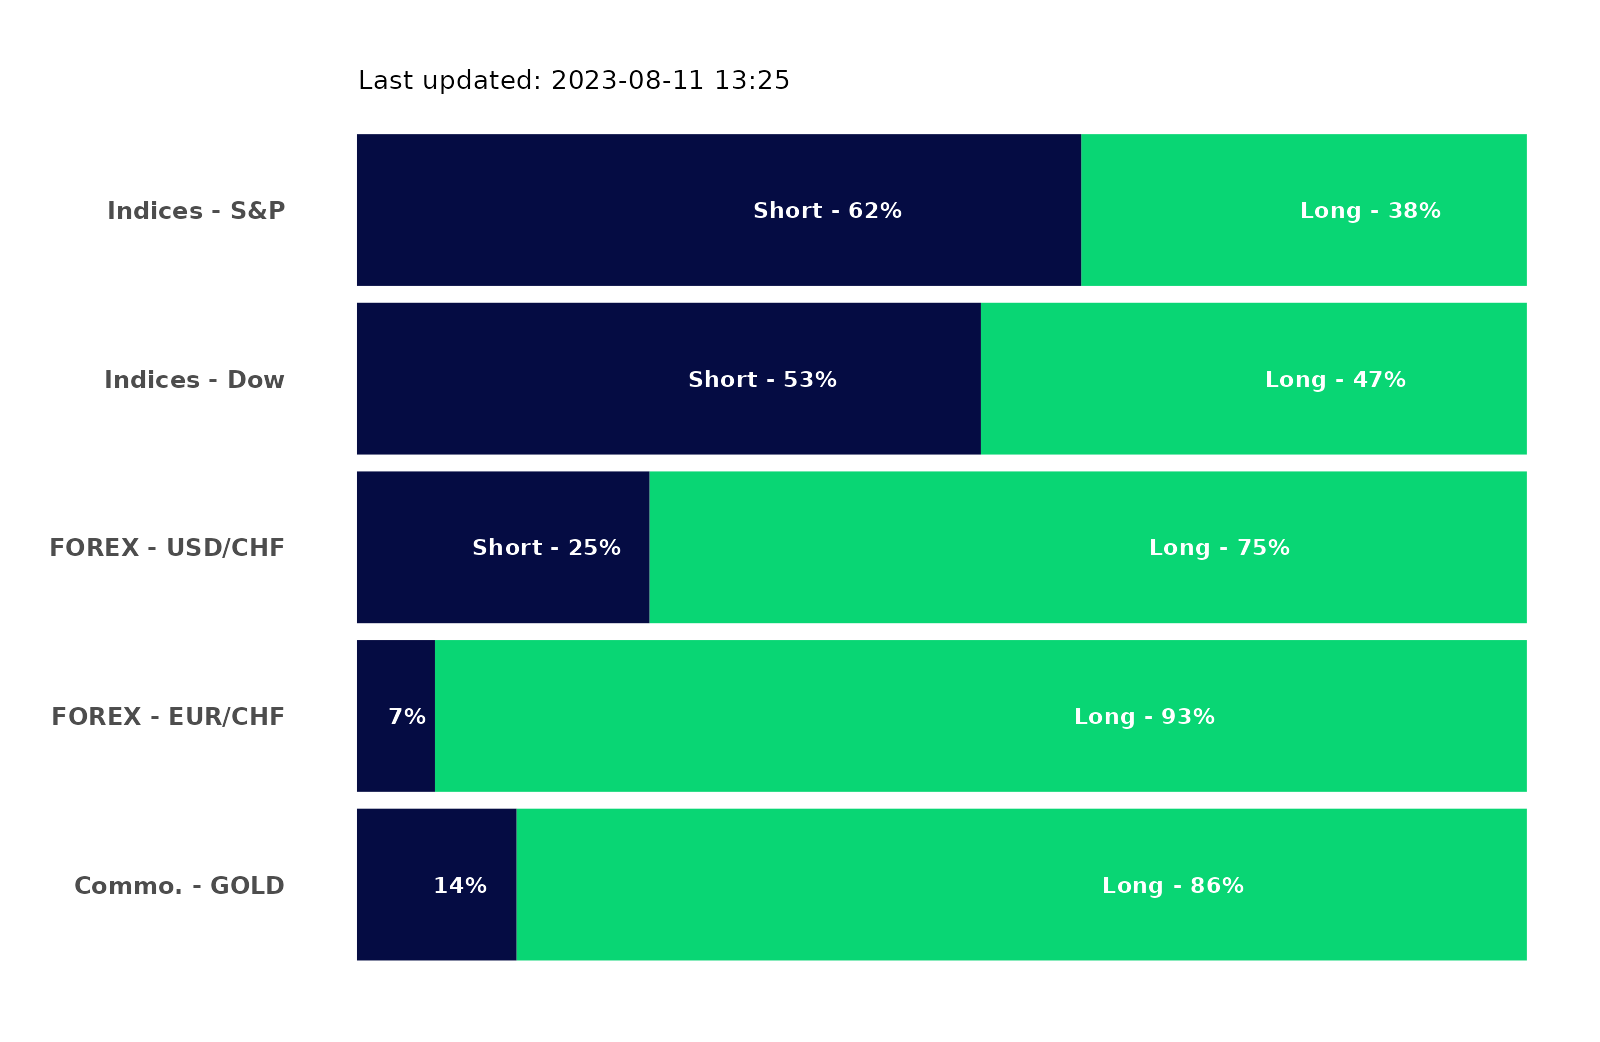 Last updated: 2023-08-11 13:25
Indices - S&P Short - 62% Long - 38%
Indices - Dow Short - 53% Long - 47%
FOREX - USD/CHF Short - 25% Long - 75%
FOREX - EUR/CHF 7% Long - 93%
Commo. - GOLD 14% Long - 86%